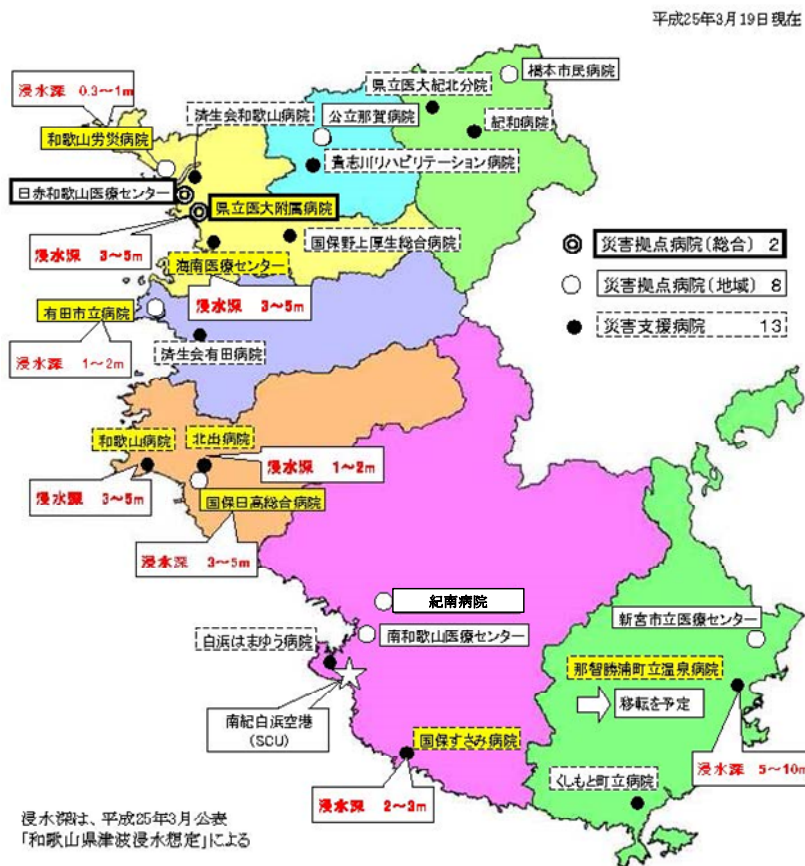 平成25年3月19日現在
橋本市民病院
県立医大紀北分院
浸水深 0.3～1m
済生会和歌山病院
公立那賀病院
紀和病院
和歌山労災病院
貴志川リハビリテーション病院
日赤和歌山医療センター
県立医大附属病院
国保野上厚生総合病院
浸水深 3～5m
海南医療センター
災害拠点病院(総合) 2
災害拠点病院(地域) 8
災害支援病院 13
有田市立病院
浸水深 3～5m
浸水深 1～2m
済生会有田病院
和歌山病院
北出病院
浸水深 1～2m
浸水深 3～5m
国保日高総合病院
浸水深 3～5m
紀南病院
新宮市立医療センター
白浜はまゆう病院
南和歌山医療センター
那智勝浦町立温泉病院
移転を予定
南紀白浜空港
(SCU)
国保すさみ病院
浸水深 5～10m
くしもと町立病院
浸水深 2～3m
浸水深は、平成25年3月公表
「和歌山県津波浸水想定」による